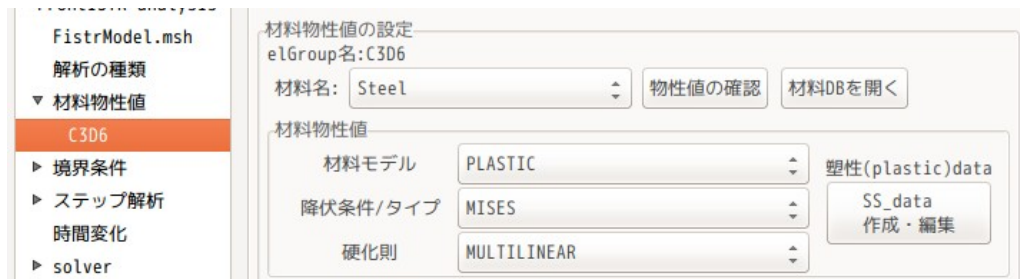 FistrModel.msh
解析の種類
▼ 材料物性値
C3D6
▶ 境界条件
▶ ステップ解析
時間変化
▶ solver
材料物性値の設定
elGroup名:C3D6
材料名: Steel 物性値の確認 材料DBを開く
材料物性値
材料モデル PLASTIC
塑性(plastic)data
降伏条件/タイプ MISES
SS_data
作成・編集
硬化則 MULTILINEAR